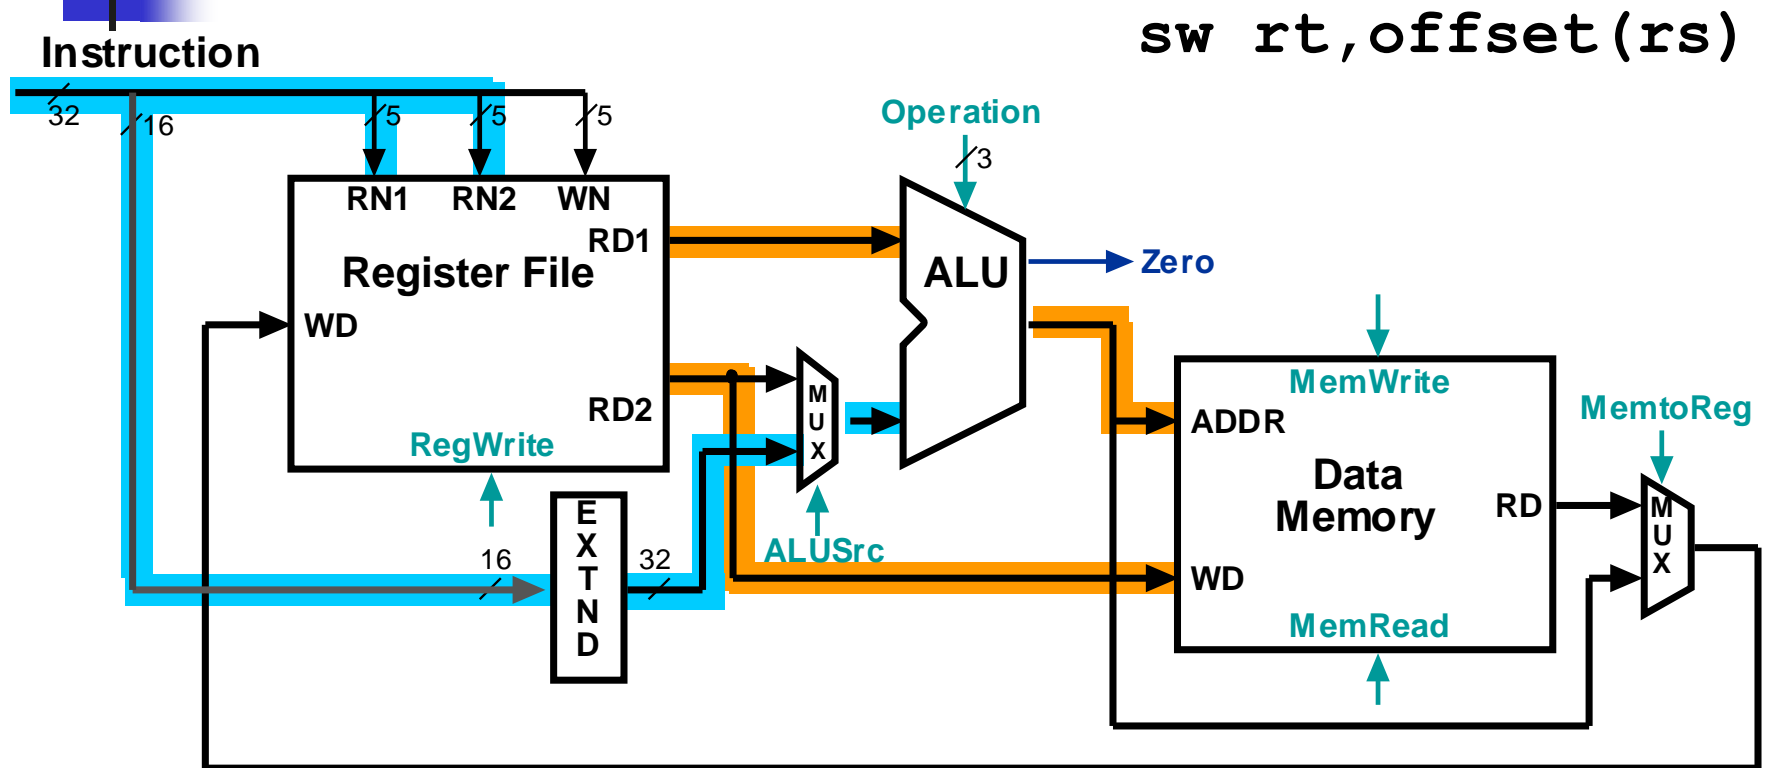 sw rt,offset(rs)
Instruction
32
16
5
5
5
Operation
3
RN1 RN2 WN
RD1
Register File
ALU
Zero
WD
MemWrite
M
U
X
RD2
ADDR
MemtoReg
RegWrite
Data
Memory
RD
M
U
X
E
X
T
N
D
16
32
ALUSrc
WD
MemRead